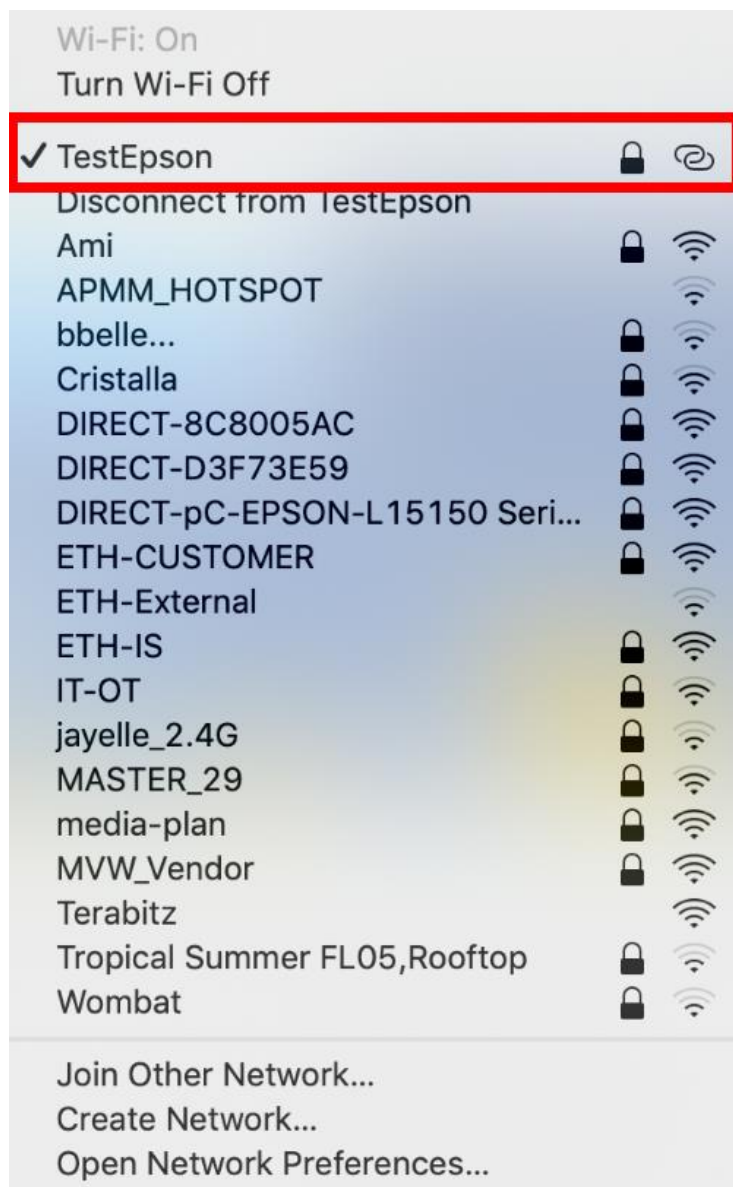 Wi-Fi: On
Turn Wi-Fi Off
TestEpson
Disconnect from TestEpson
Ami
APMM_HOTSPOT
bbelle...
Cristalla
DIRECT-8C8005AC
DIRECT-D3F73E59
DIRECT-pC-EPSON-L15150 Seri...
ETH-CUSTOMER
ETH-External
ETH-IS
IT-OT
jayelle_2.4G
MASTER_29
media-plan
MVW_Vendor
Terabitz
Tropical Summer FL05,Rooftop
Wombat
Join Other Network...
Create Network...
Open Network Preferences...